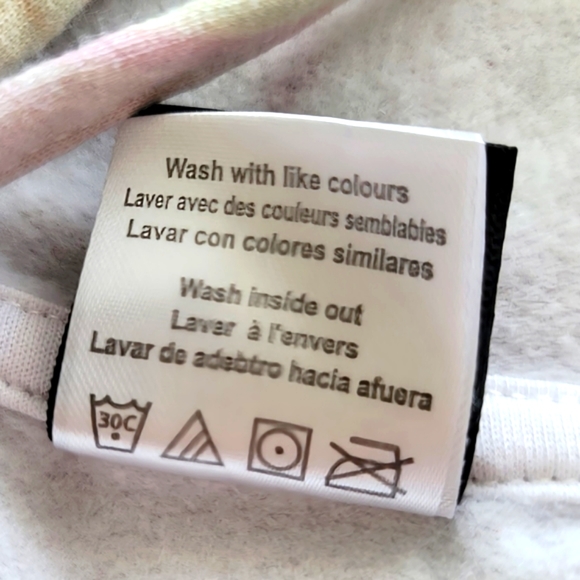 Wash with like colours
Laver avec des couleurs semblables
Lavar con colores similares
Wash inside out
Laver à l'envers
Lavar de adebtro hacia afuera
30C